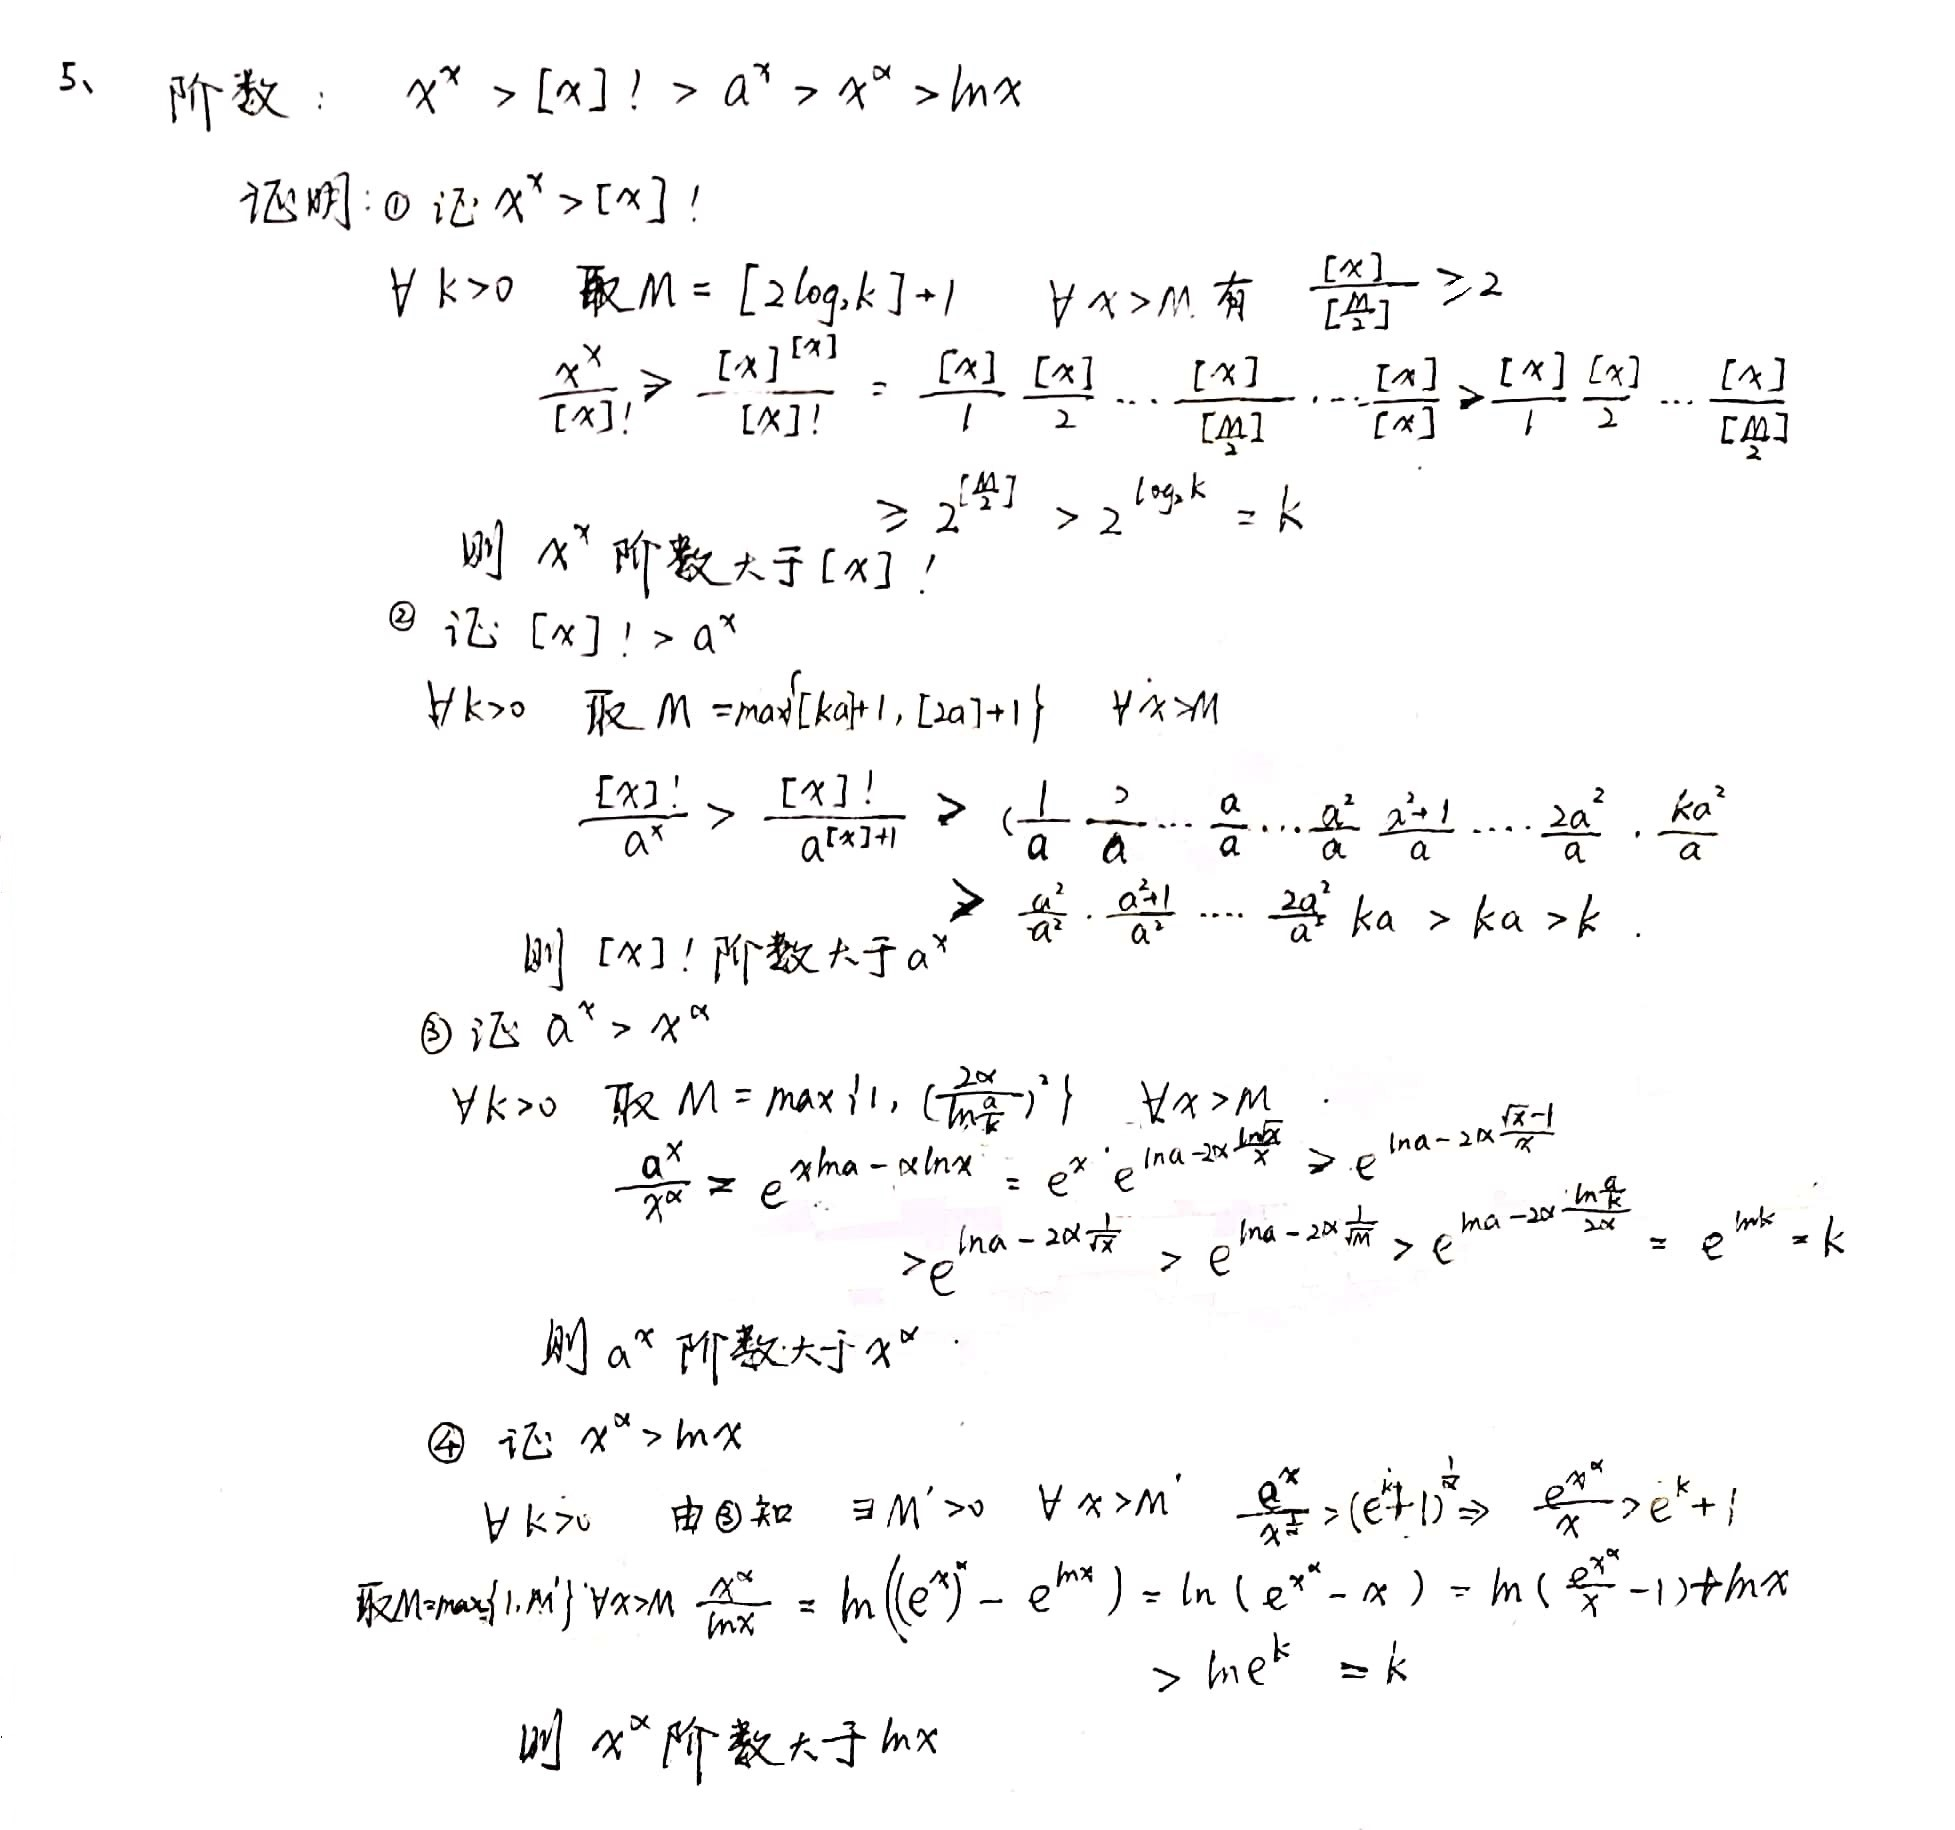 5、 阶数： x^x > [x]! > a^x > x^α > ln x
证明：① 证 x^x > [x]!
∀ k>0 取 M = [2log₂k]+1 ∀ x>M 有 [x]/[M/2] ⩾ 2
x^x/[x]! ⩾ [x]^[x]/[x]! = [x]/1 [x]/2 … [x]/[M/2] … [x]/[x] > [x]/1 [x]/2 … [x]/[M/2]
⩾ 2^[M/2] > 2^(log₂k) = k
则 x^x 阶数大于 [x]!
② 证 [x]! > a^x
∀ k>0 取 M = max{[ka]+1, [2a]+1} ∀ x>M
[x]!/a^x > [x]!/a^([x]+1) > (1/a 2/a … a/a … a²/a (a²+1)/a …. 2a²/a · ka²/a
> a²/a² · (a²+1)/a² …. 2a²/a² ka > ka > k .
则 [x]! 阶数大于 a^x
③ 证 a^x > x^α
∀ k>0 取 M = max{1, (2α/ln(a/k))²} ∀ x>M
a^x/x^α = e^(x ln a − α ln x) = e^x · e^(ln a − 2α ln√x/x) ⩾ e^(ln a − 2α (√x−1)/x)
> e^(ln a − 2α 1/√x) > e^(ln a − 2α 1/√M) > e^(ln a − 2α ln(a/k)/2α) = e^(ln k) = k
则 a^x 阶数大于 x^α .
④ 证 x^α > ln x
∀ k>0 由③知 ∃ M′>0 ∀ x>M′ e^x/x^(1/α) > (e^k+1)^(1/α) ⇒ e^(x^α)/x > e^k+1
取 M=max{1, M′} ∀x>M x^α/ln x = ln((e^x)^α − e^(ln x)) = ln(e^(x^α) − x) = ln(e^(x^α)/x − 1) + ln x
> ln e^k = k
则 x^α 阶数大于 ln x